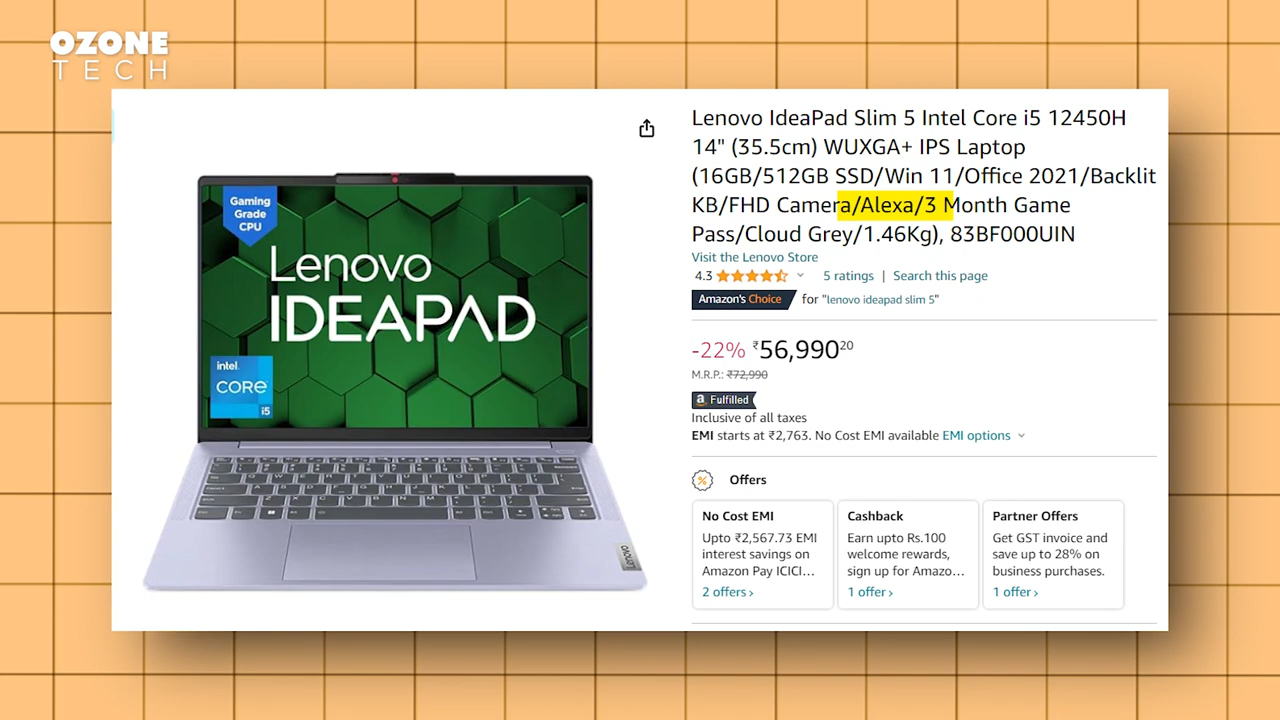 OZONE
TECH
Lenovo IdeaPad Slim 5 Intel Core i5 12450H
14" (35.5cm) WUXGA+ IPS Laptop
(16GB/512GB SSD/Win 11/Office 2021/Backlit
KB/FHD Camera/Alexa/3 Month Game
Pass/Cloud Grey/1.46Kg), 83BF000UIN
Visit the Lenovo Store
4.3 5 ratings | Search this page
Amazon's Choice for "lenovo ideapad slim 5"
-22% ₹56,99020
M.R.P.: ₹72,990
a Fulfilled
Inclusive of all taxes
EMI starts at ₹2,763. No Cost EMI available EMI options
% Offers
No Cost EMI
Upto ₹2,567.73 EMI
interest savings on
Amazon Pay ICICI...
2 offers ›
Cashback
Earn upto Rs.100
welcome rewards,
sign up for Amazo...
1 offer ›
Partner Offers
Get GST invoice and
save up to 28% on
business purchases.
1 offer ›
Gaming
Grade
CPU
Lenovo
IDEAPAD
intel.
CORE
i5
Lenovo